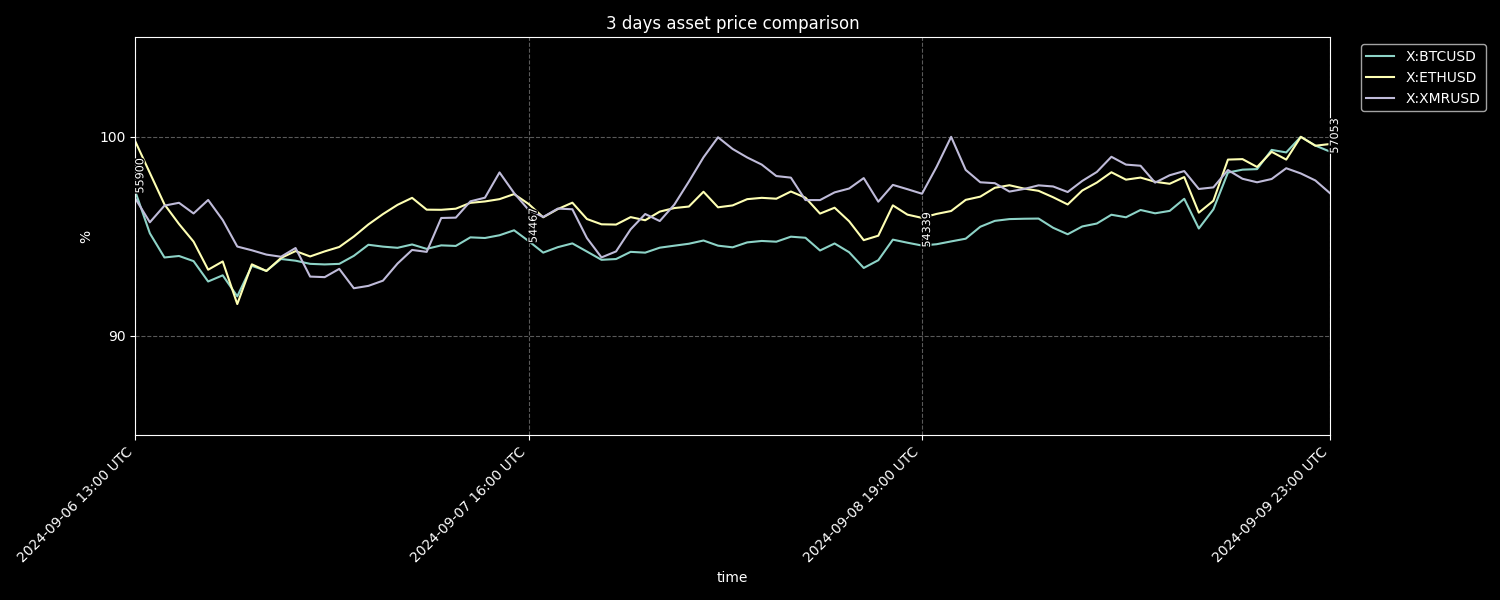 3 days asset price comparison
X:BTCUSD
X:ETHUSD
X:XMRUSD
100
90
%
55900
54467
54339
57053
2024-09-06 13:00 UTC
2024-09-07 16:00 UTC
2024-09-08 19:00 UTC
2024-09-09 23:00 UTC
time